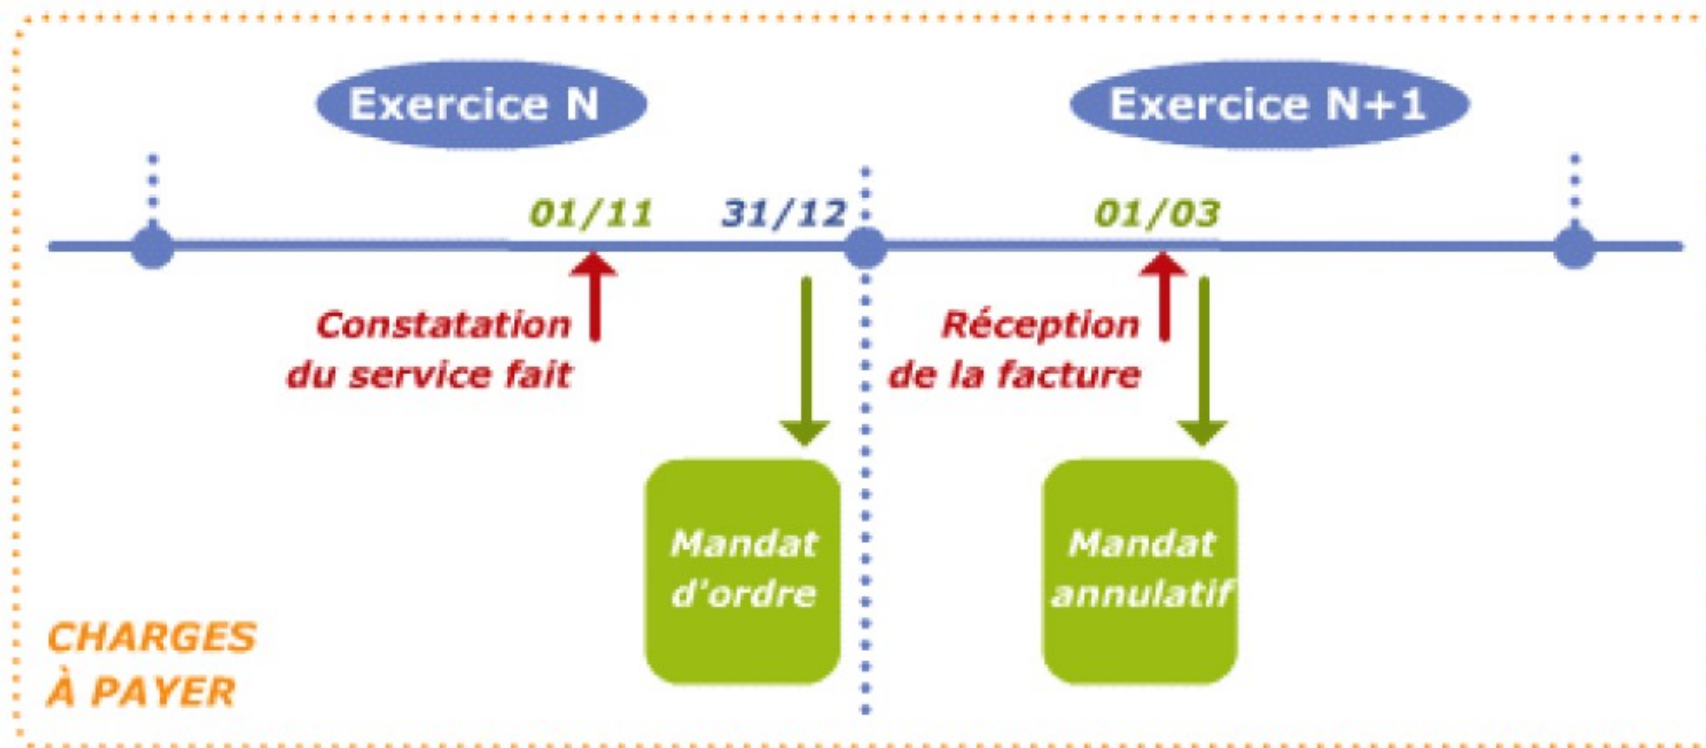 Exercice N
Exercice N+1
01/11
31/12
01/03
Constatation
du service fait
Réception
de la facture
Mandat
d'ordre
Mandat
annulatif
CHARGES
À PAYER